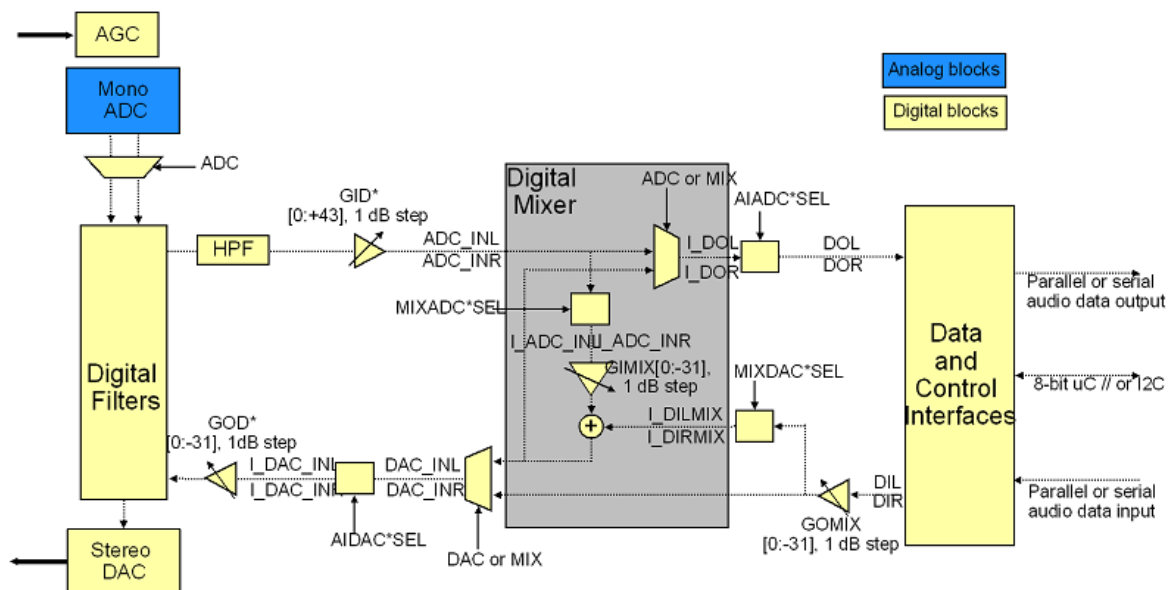 AGC
Mono
ADC
ADC
Analog blocks
Digital blocks
Digital
Mixer
ADC or MIX
AIADC*SEL
GID*
[0:+43], 1 dB step
HPF
ADC_INL
ADC_INR
I_DOL
I_DOR
DOL
DOR
Parallel or serial
audio data output
MIXADC*SEL
I_ADC_INL
I_ADC_INR
GIMIX[0:-31],
1 dB step
MIXDAC*SEL
Digital
Filters
Data
and
Control
Interfaces
8-bit uC // or I2C
+
I_DILMIX
I_DIRMIX
GOD*
[0:-31], 1dB step
I_DAC_INL
I_DAC_INR
DAC_INL
DAC_INR
DIL
DIR
Parallel or serial
audio data input
GOMIX
[0:-31], 1 dB step
AIDAC*SEL
DAC or MIX
Stereo
DAC